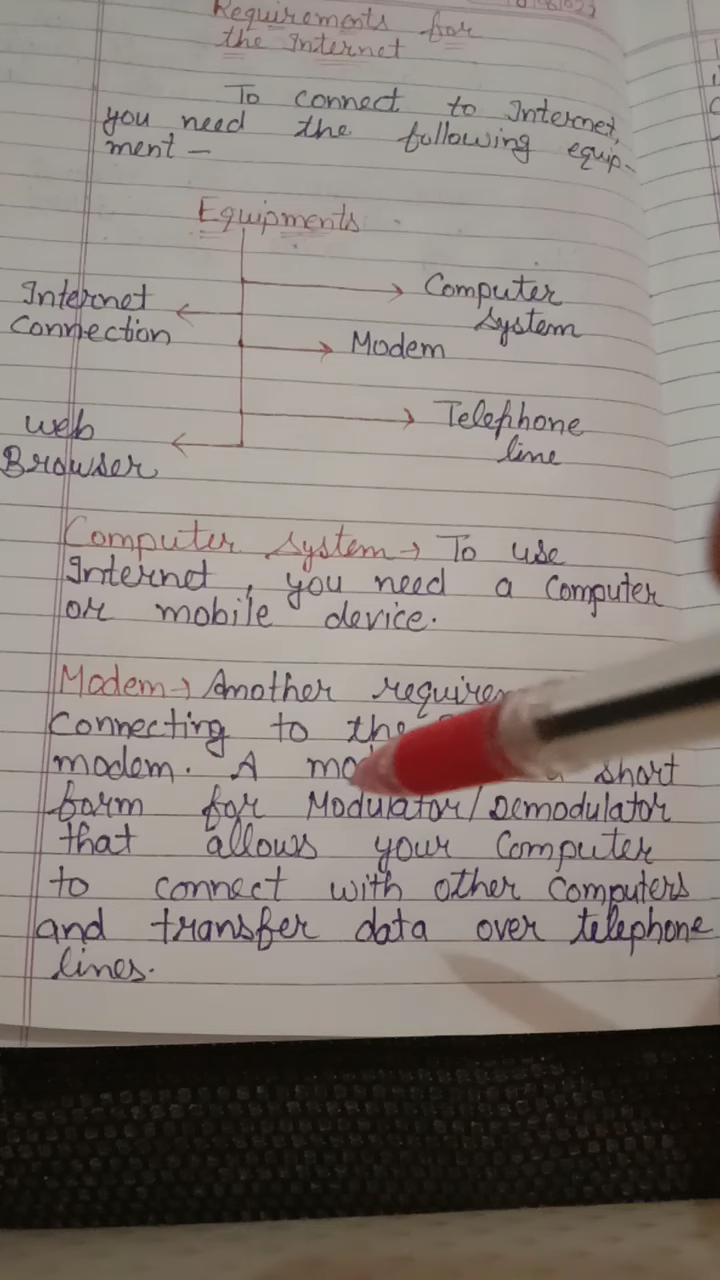 Requirements for
the Internet
To connect to Internet,
you need the following equip-
ment -
Equipments
Internet
Connection
Computer
System
Modem
Telephone
line
web
Browser
Computer System → To use
Internet, you need a Computer
or mobile device.
Modem → Another
Connecting to the
modem. A short
form for Modulator/Demodulator
that allows your Computer
to connect with other Computers
and transfer data over telephone
lines.